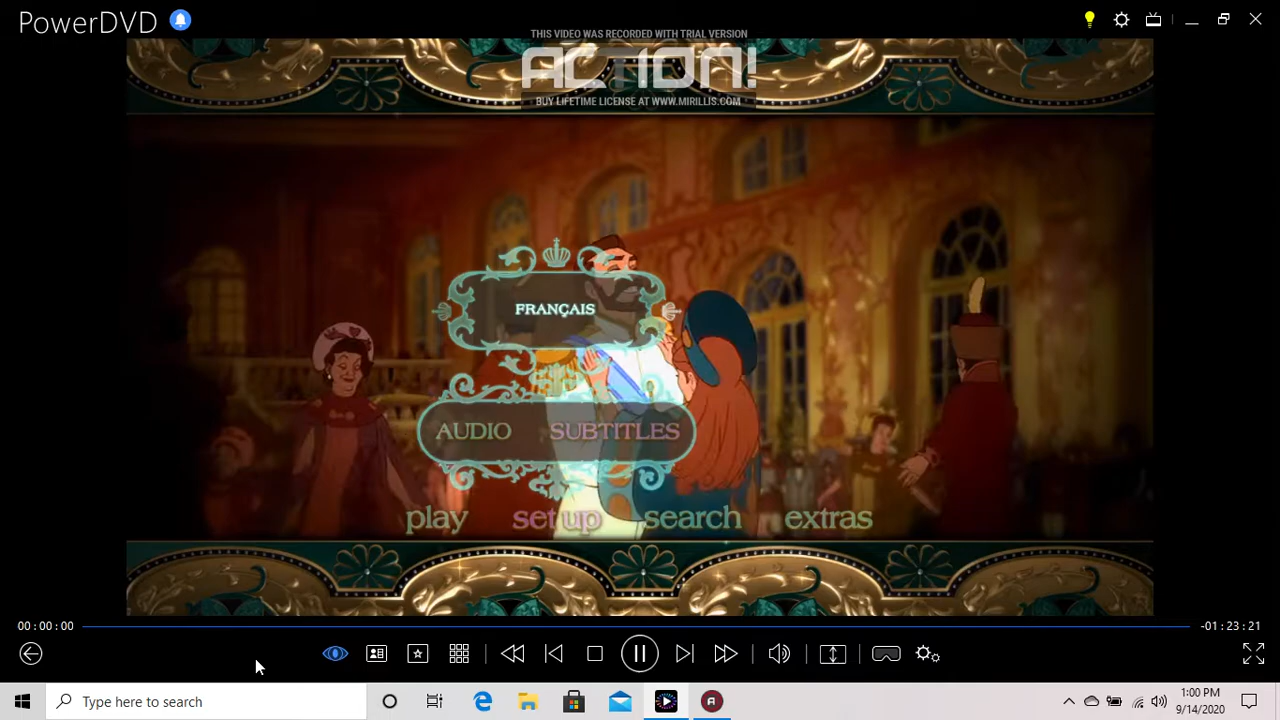 PowerDVD
THIS VIDEO WAS RECORDED WITH TRIAL VERSION
ACTION!
BUY LIFETIME LICENSE AT WWW.MIRILLIS.COM
FRANÇAIS
AUDIO SUBTITLES
play set up search extras
00:00:00
-01:23:21
Type here to search
1:00 PM
9/14/2020